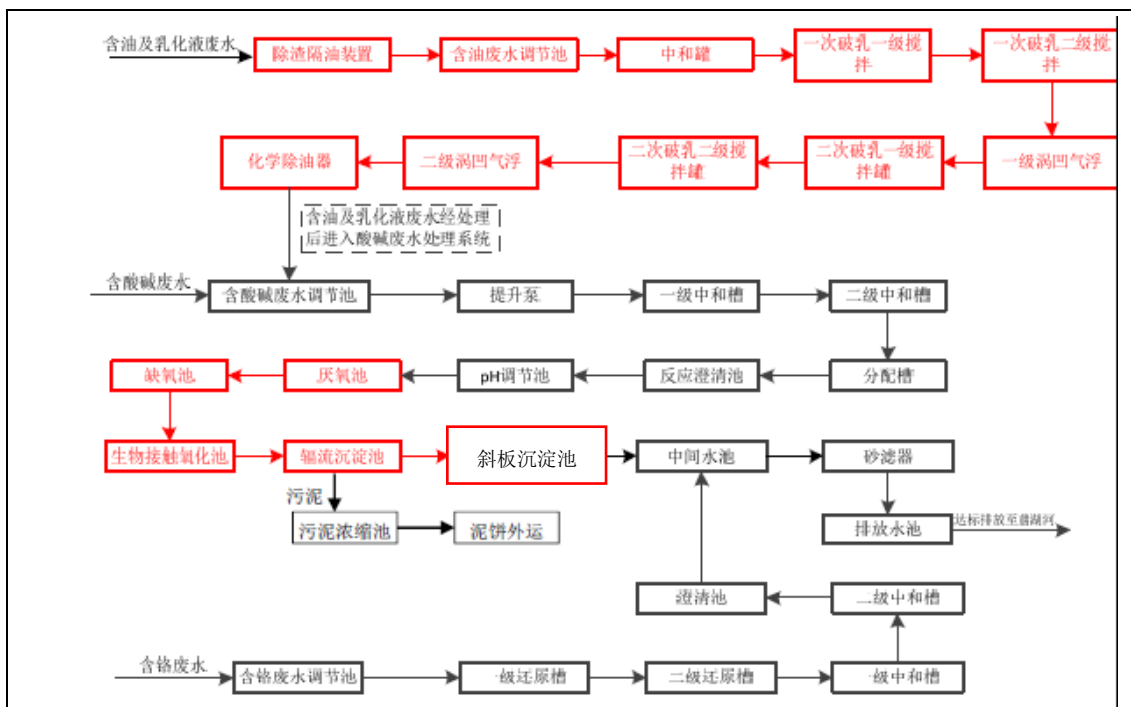 含油及乳化液废水
除渣隔油装置
含油废水调节池
中和罐
一次破乳一级搅
拌
一次破乳二级搅
拌
化学除油器
二级涡凹气浮
二次破乳二级搅
拌罐
二次破乳一级搅
拌罐
一级涡凹气浮
含油及乳化液废水经处理
后进入酸碱废水处理系统
含酸碱废水
含酸碱废水调节池
提升泵
一级中和槽
二级中和槽
缺氧池
厌氧池
pH调节池
反应澄清池
分配槽
生物接触氧化池
辐流沉淀池
斜板沉淀池
中间水池
砂滤器
污泥
污泥浓缩池
泥饼外运
排放水池
达标排放至翡湖河
澄清池
二级中和槽
含铬废水
含铬废水调节池
一级还原槽
二级还原槽
一级中和槽